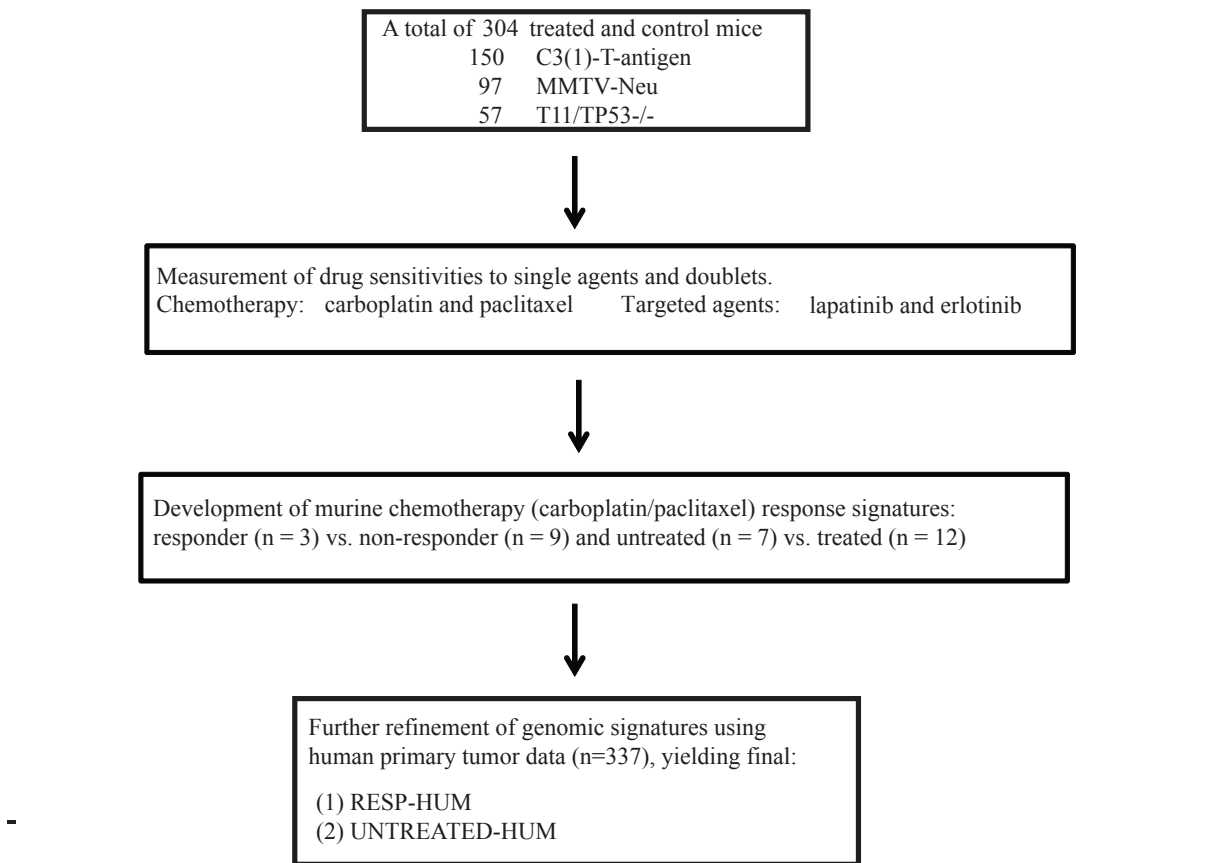 A total of 304 treated and control mice
150 C3(1)-T-antigen
97 MMTV-Neu
57 T11/TP53-/-
Measurement of drug sensitivities to single agents and doublets.
Chemotherapy: carboplatin and paclitaxel Targeted agents: lapatinib and erlotinib
Development of murine chemotherapy (carboplatin/paclitaxel) response signatures:
responder (n = 3) vs. non-responder (n = 9) and untreated (n = 7) vs. treated (n = 12)
Further refinement of genomic signatures using
human primary tumor data (n=337), yielding final:
(1) RESP-HUM
(2) UNTREATED-HUM
-